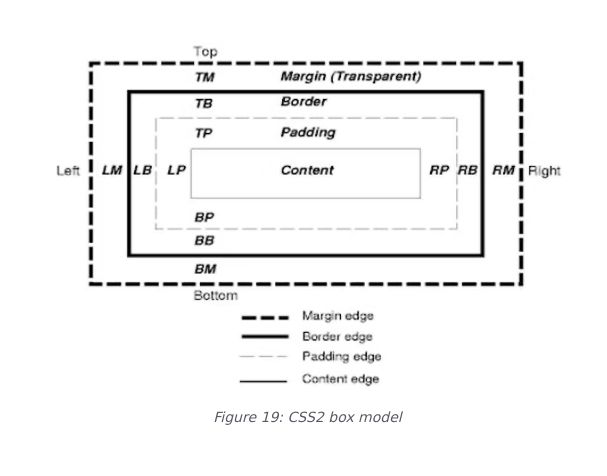 Top
TM Margin (Transparent)
TB Border
TP Padding
Left LM LB LP Content RP RB RM Right
BP
BB
BM
Bottom
Margin edge
Border edge
Padding edge
Content edge
Figure 19: CSS2 box model